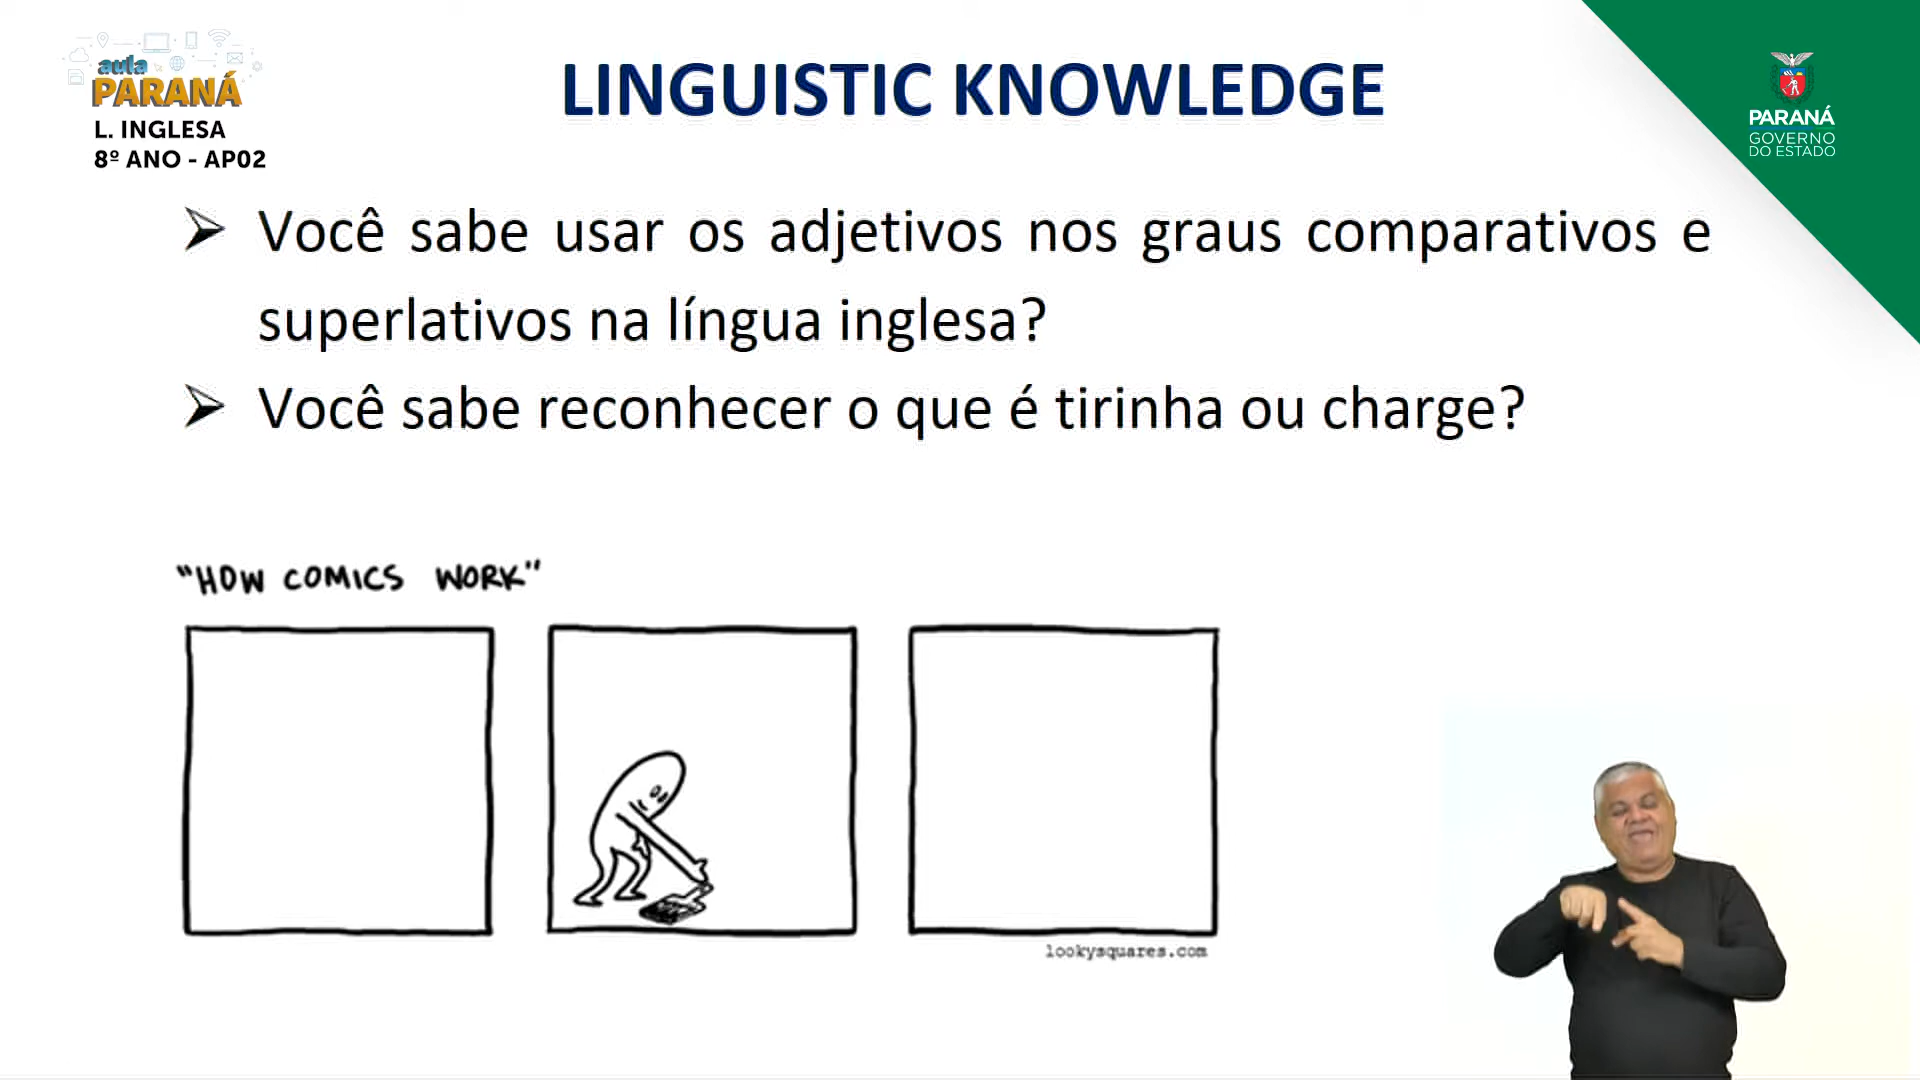 aula
PARANÁ
L. INGLESA
8º ANO - AP02
LINGUISTIC KNOWLEDGE
PARANÁ
GOVERNO
DO ESTADO
Você sabe usar os adjetivos nos graus comparativos e
superlativos na língua inglesa?
Você sabe reconhecer o que é tirinha ou charge?
"HOW COMICS WORK"
lookysquares.com